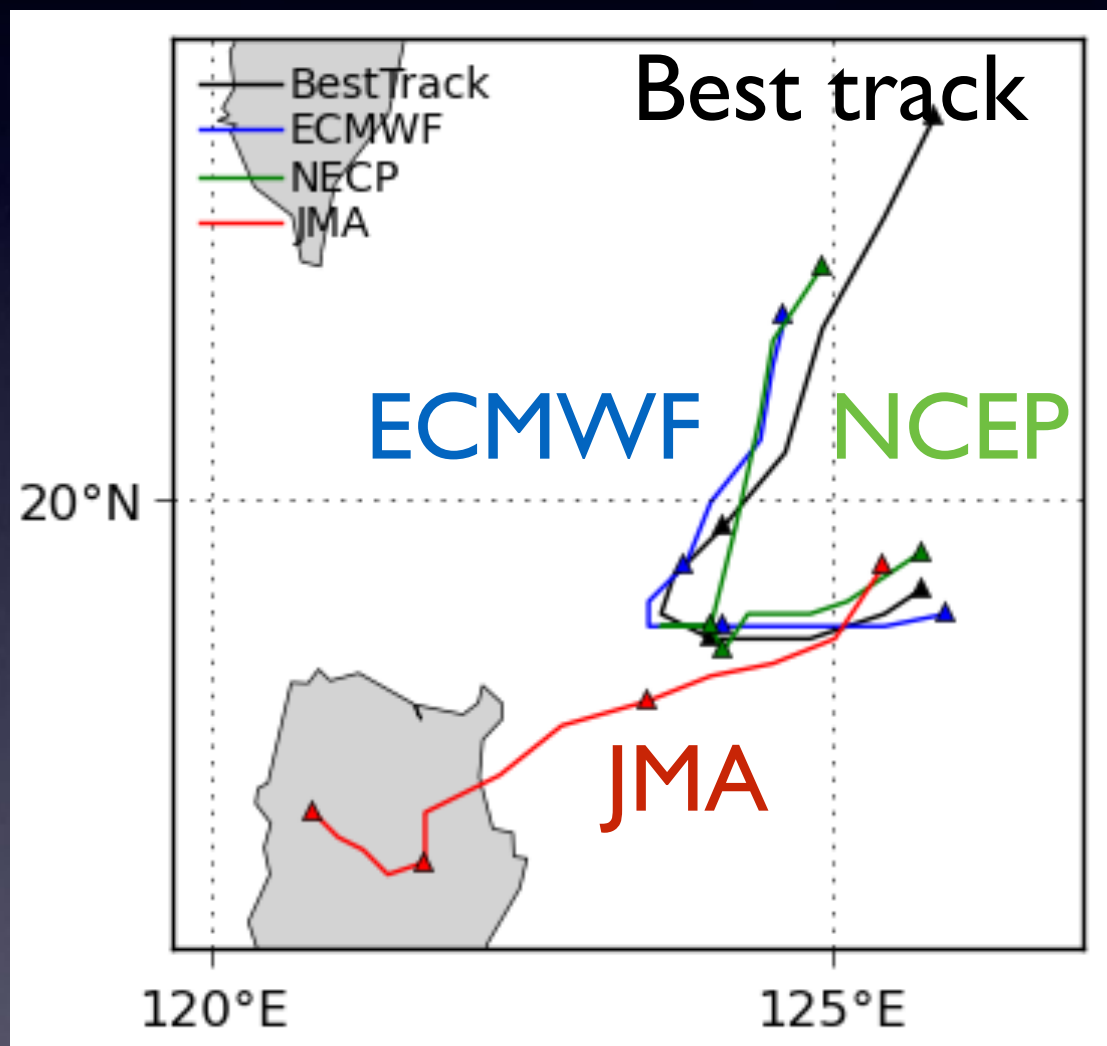 Best track
BestTrack
ECMWF
NECP
JMA
ECMWF
NCEP
20°N
JMA
120°E
125°E